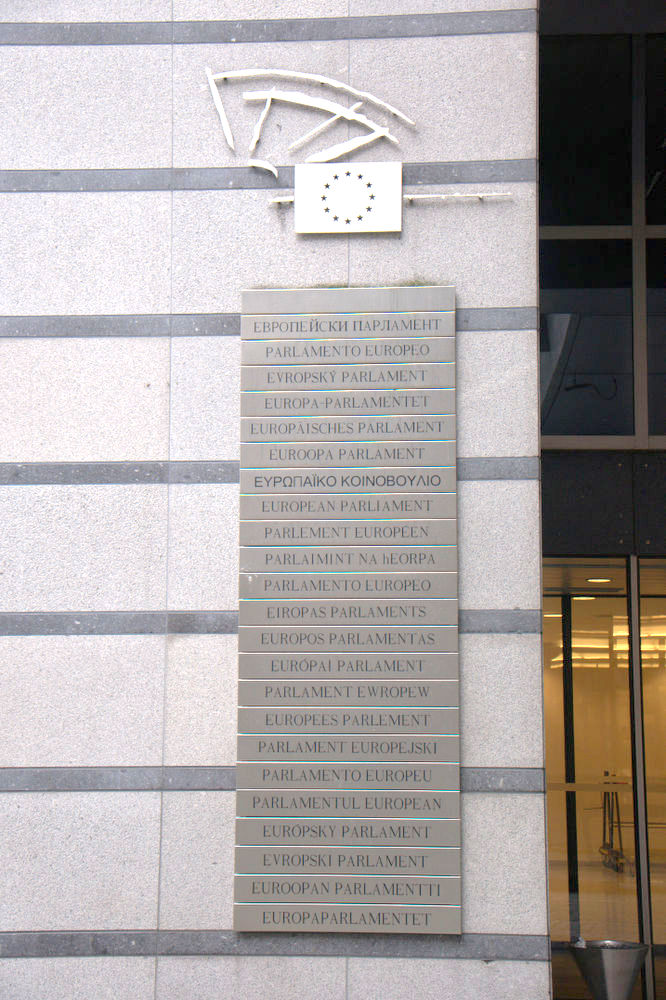 ЕВРОПЕЙСКИ ПАРЛАМЕНТ
PARLAMENTO EUROPEO
EVROPSKÝ PARLAMENT
EUROPA-PARLAMENTET
EUROPÄISCHES PARLAMENT
EUROOPA PARLAMENT
ΕΥΡΩΠΑΪΚΟ ΚΟΙΝΟΒΟΥΛΙΟ
EUROPEAN PARLIAMENT
PARLEMENT EUROPÉEN
PARLAIMINT NA hEORPA
PARLAMENTO EUROPEO
EIROPAS PARLAMENTS
EUROPOS PARLAMENTAS
EURÓPAI PARLAMENT
PARLAMENT EWROPEW
EUROPEES PARLEMENT
PARLAMENT EUROPEJSKI
PARLAMENTO EUROPEU
PARLAMENTUL EUROPEAN
EURÓPSKY PARLAMENT
EVROPSKI PARLAMENT
EUROOPAN PARLAMENTTI
EUROPAPARLAMENTET